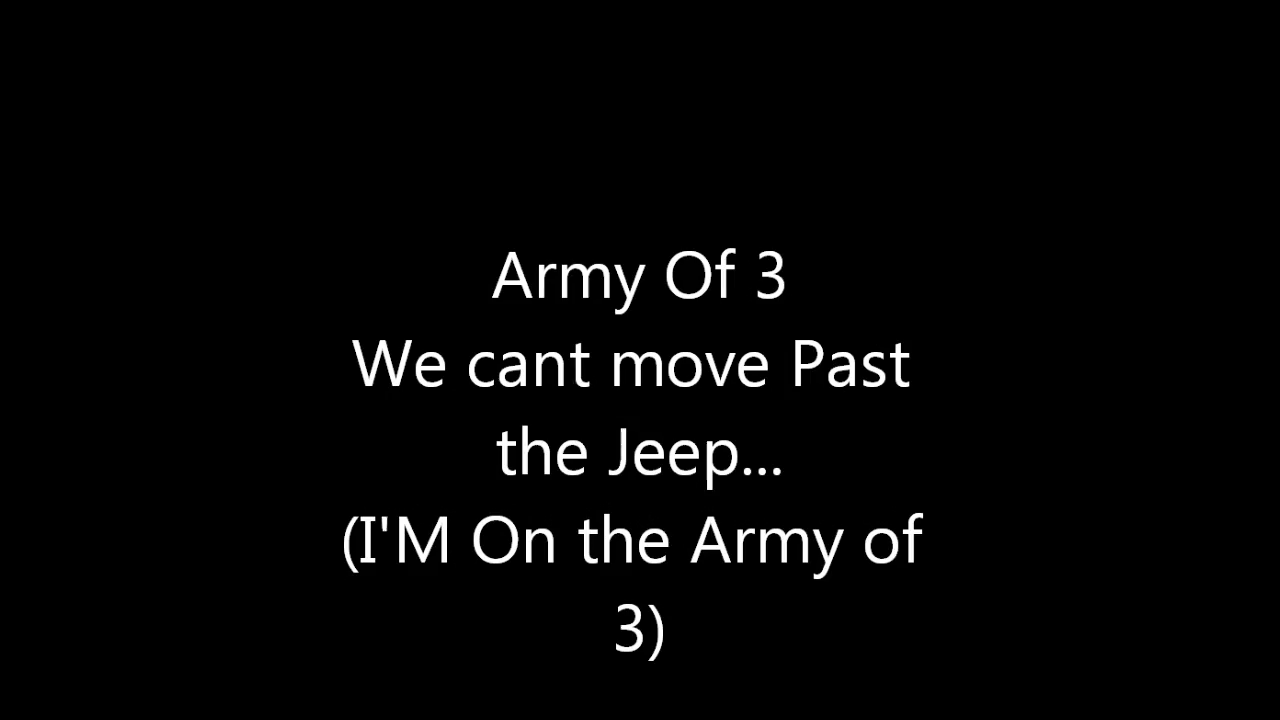 Army Of 3
We cant move Past
the Jeep...
(I'M On the Army of
3)